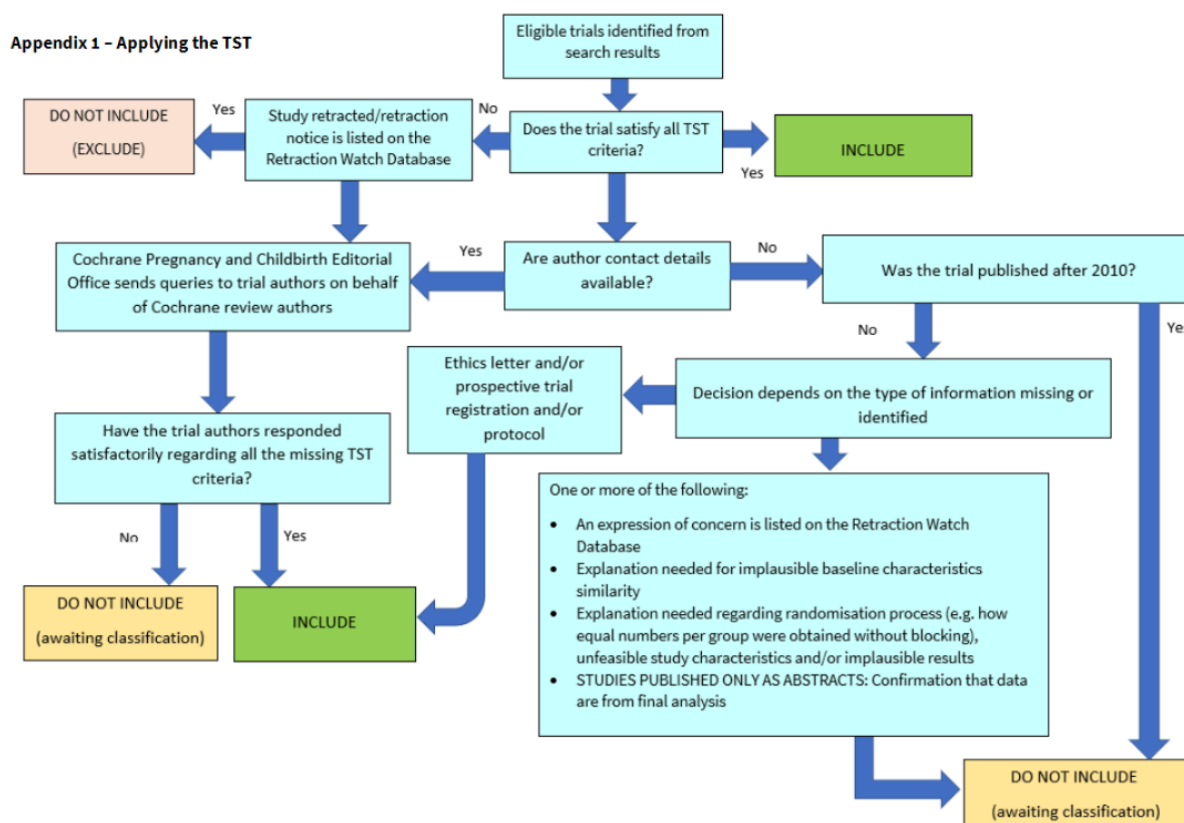 Appendix 1 – Applying the TST
Eligible trials identified from
search results
DO NOT INCLUDE
(EXCLUDE)
Yes
Study retracted/retraction
notice is listed on the
Retraction Watch Database
No
Does the trial satisfy all TST
criteria?
Yes
INCLUDE
Cochrane Pregnancy and Childbirth Editorial
Office sends queries to trial authors on behalf
of Cochrane review authors
Yes
Are author contact details
available?
No
Was the trial published after 2010?
No
Yes
Ethics letter and/or
prospective trial
registration and/or
protocol
Decision depends on the type of information missing or
identified
Have the trial authors responded
satisfactorily regarding all the missing TST
criteria?
No
Yes
One or more of the following:
• An expression of concern is listed on the Retraction Watch
Database
• Explanation needed for implausible baseline characteristics
similarity
• Explanation needed regarding randomisation process (e.g. how
equal numbers per group were obtained without blocking),
unfeasible study characteristics and/or implausible results
• STUDIES PUBLISHED ONLY AS ABSTRACTS: Confirmation that data
are from final analysis
DO NOT INCLUDE
(awaiting classification)
INCLUDE
DO NOT INCLUDE
(awaiting classification)